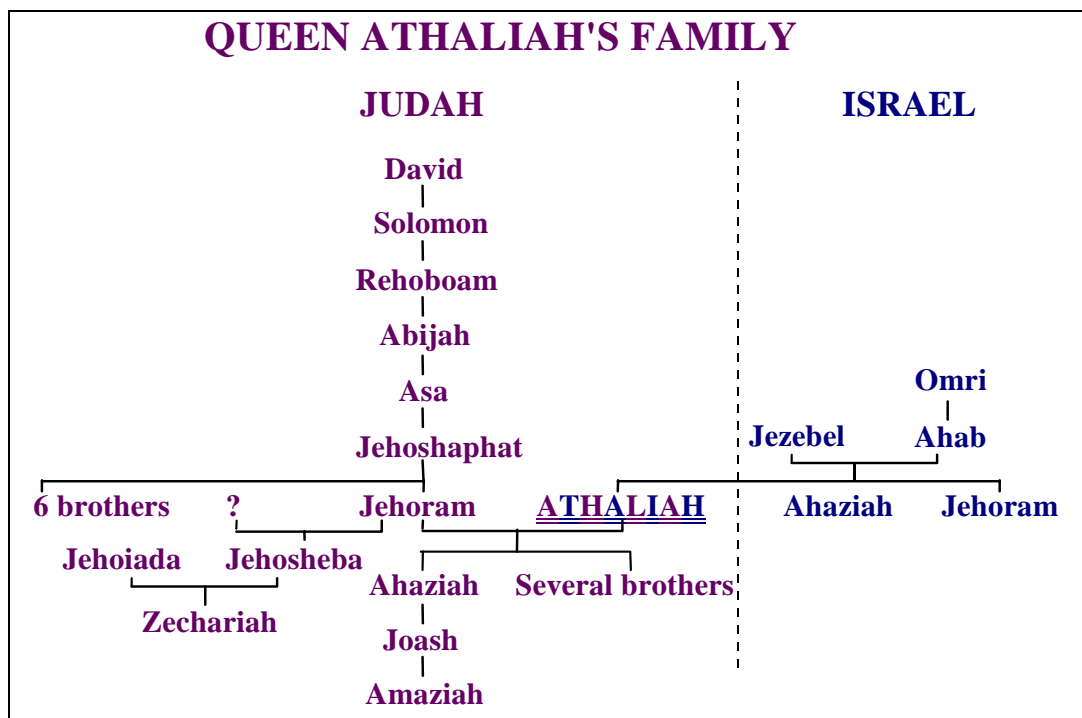 QUEEN ATHALIAH'S FAMILY
JUDAH ISRAEL
David
Solomon
Rehoboam
Abijah
Asa
Omri
Jehoshaphat Jezebel Ahab
6 brothers ? Jehoram ATHALIAH Ahaziah Jehoram
Jehoiada Jehosheba
Ahaziah Several brothers
Zechariah
Joash
Amaziah